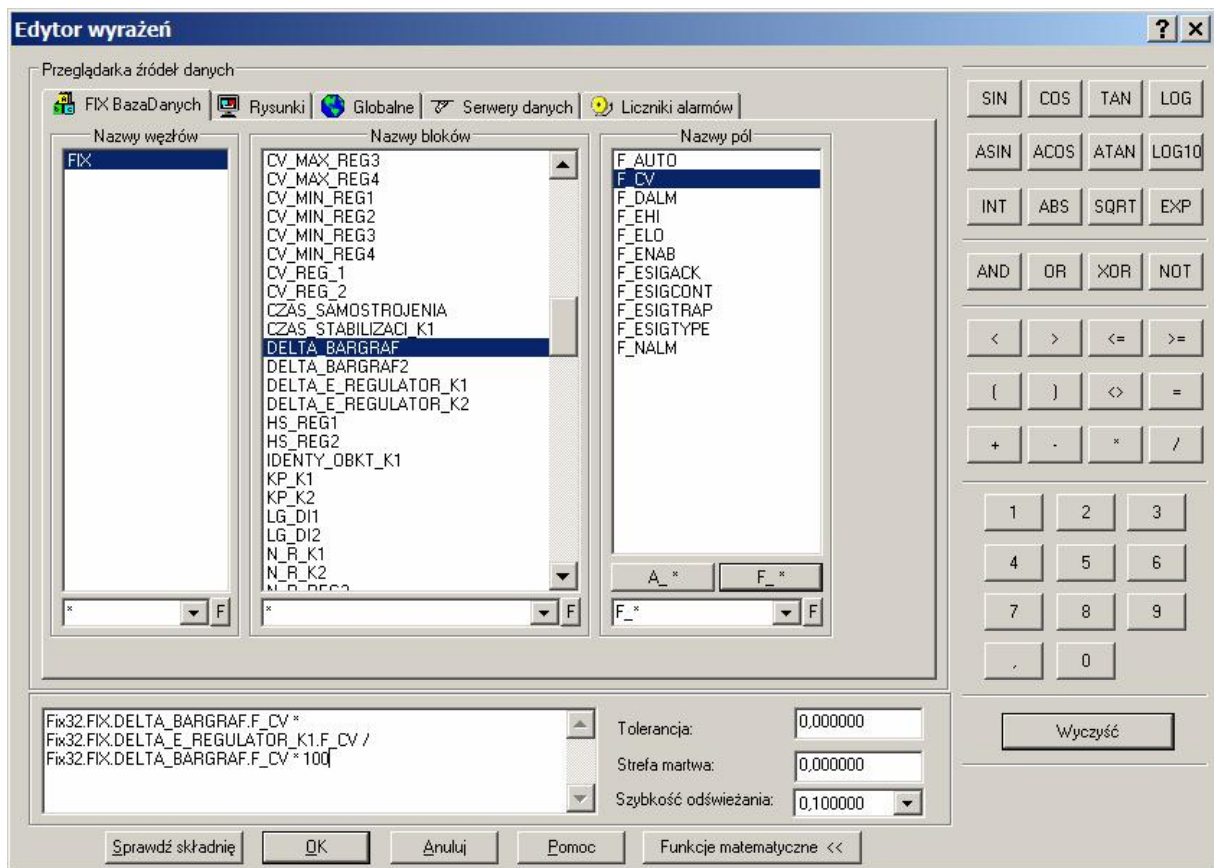 Edytor wyrażeń
? ×
Przeglądarka źródeł danych
FIX BazaDanych
Rysunki
Globalne
Serwery danych
Liczniki alarmów
Nazwy węzłów
FIX
*
F
Nazwy bloków
CV_MAX_REG3
CV_MAX_REG4
CV_MIN_REG1
CV_MIN_REG2
CV_MIN_REG3
CV_MIN_REG4
CV_REG_1
CV_REG_2
CZAS_SAMOSTROJENIA
CZAS_STABILIZACI_K1
DELTA_BARGRAF
DELTA_BARGRAF2
DELTA_E_REGULATOR_K1
DELTA_E_REGULATOR_K2
HS_REG1
HS_REG2
IDENTY_OBKT_K1
KP_K1
KP_K2
LG_DI1
LG_DI2
N_R_K1
N_R_K2
*
F
Nazwy pól
F_AUTO
F_CV
F_DALM
F_EHI
F_ELO
F_ENAB
F_ESIGACK
F_ESIGCONT
F_ESIGTRAP
F_ESIGTYPE
F_NALM
A_ *
F_ *
F_*
F
SIN COS TAN LOG
ASIN ACOS ATAN LOG10
INT ABS SQRT EXP
AND OR XOR NOT
< > <= >=
( ) <> =
+ - * /
1 2 3
4 5 6
7 8 9
, 0
Wyczyść
Fix32.FIX.DELTA_BARGRAF.F_CV *
Fix32.FIX.DELTA_E_REGULATOR_K1.F_CV /
Fix32.FIX.DELTA_BARGRAF.F_CV * 100
Tolerancja: 0,000000
Strefa martwa: 0,000000
Szybkość odświeżania: 0,100000
Sprawdź składnię
OK
Anuluj
Pomoc
Funkcje matematyczne <<